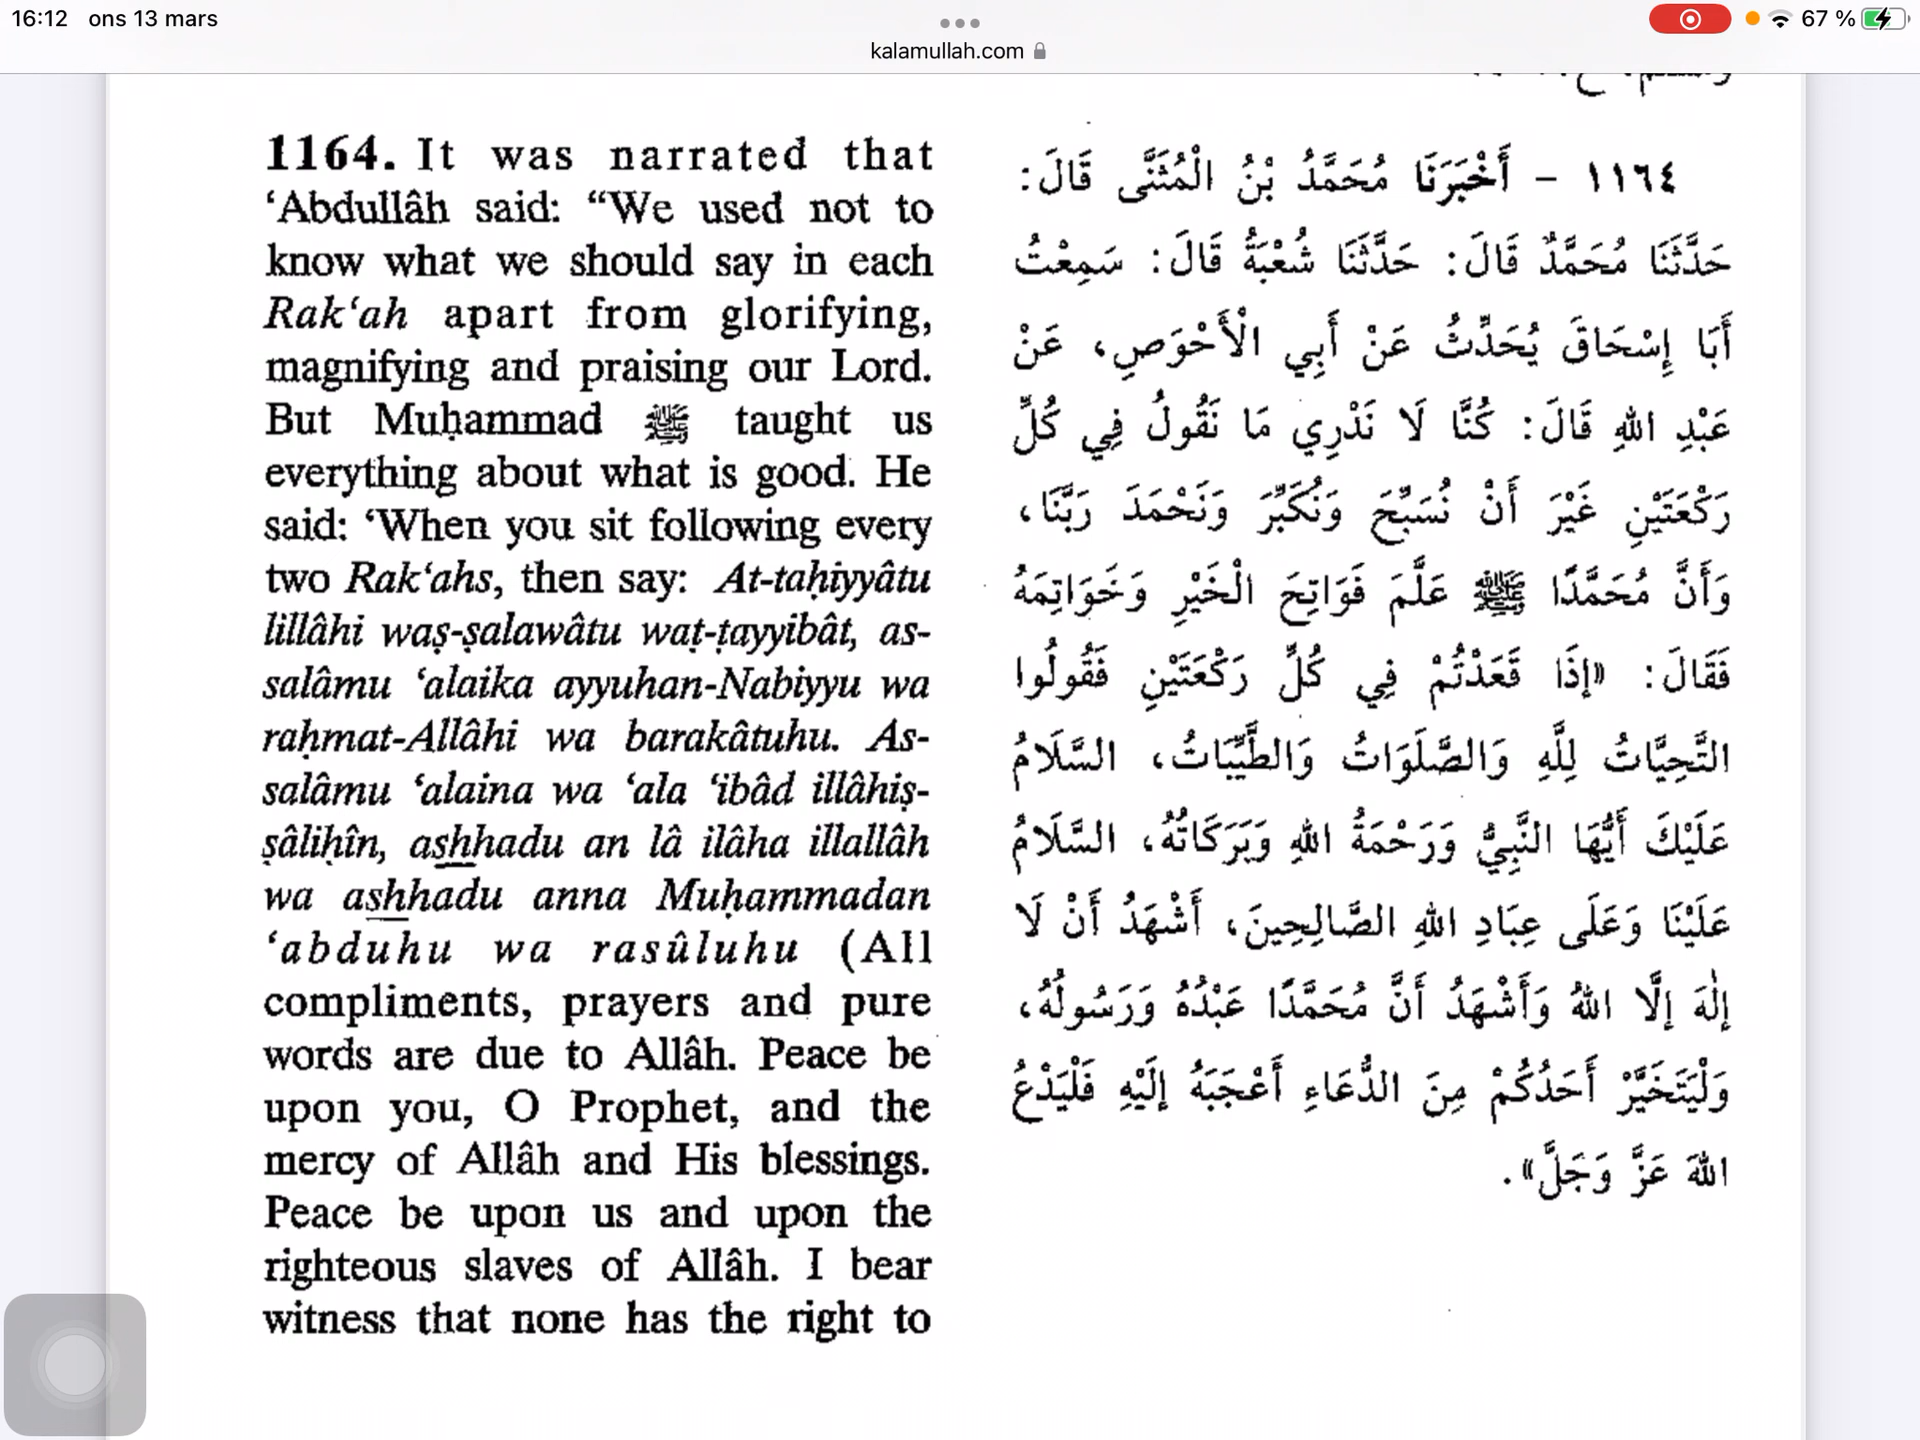 16:12 ons 13 mars
67 %
kalamullah.com
1164. It was narrated that
‘Abdullâh said: “We used not to
know what we should say in each
Rak‘ah apart from glorifying,
magnifying and praising our Lord.
But Muḥammad ﷺ taught us
everything about what is good. He
said: ‘When you sit following every
two Rak‘ahs, then say: At-taḥiyyâtu
lillâhi waṣ-ṣalawâtu waṭ-ṭayyibât, as-
salâmu ‘alaika ayyuhan-Nabiyyu wa
raḥmat-Allâhi wa barakâtuhu. As-
salâmu ‘alaina wa ‘ala ‘ibâd illâhiṣ-
ṣâliḥîn, ashhadu an lâ ilâha illallâh
wa ashhadu anna Muḥammadan
‘abduhu wa rasûluhu (All
compliments, prayers and pure
words are due to Allâh. Peace be
upon you, O Prophet, and the
mercy of Allâh and His blessings.
Peace be upon us and upon the
righteous slaves of Allâh. I bear
witness that none has the right to
١١٦٤ - أَخْبَرَنَا مُحَمَّدُ بْنُ الْمُثَنَّى قَالَ:
حَدَّثَنَا مُحَمَّدٌ قَالَ: حَدَّثَنَا شُعْبَةُ قَالَ: سَمِعْتُ
أَبَا إِسْحَاقَ يُحَدِّثُ عَنْ أَبِي الْأَحْوَصِ، عَنْ
عَبْدِ اللهِ قَالَ: كُنَّا لَا نَدْرِي مَا نَقُولُ فِي كُلِّ
رَكْعَتَيْنِ غَيْرَ أَنْ نُسَبِّحَ وَنُكَبِّرَ وَنَحْمَدَ رَبَّنَا،
وَأَنَّ مُحَمَّدًا ﷺ عَلَّمَ فَوَاتِحَ الْخَيْرِ وَخَوَاتِمَهُ
فَقَالَ: «إِذَا قَعَدْتُمْ فِي كُلِّ رَكْعَتَيْنِ فَقُولُوا
التَّحِيَّاتُ لِلَّهِ وَالصَّلَوَاتُ وَالطَّيِّبَاتُ، السَّلَامُ
عَلَيْكَ أَيُّهَا النَّبِيُّ وَرَحْمَةُ اللهِ وَبَرَكَاتُهُ، السَّلَامُ
عَلَيْنَا وَعَلَى عِبَادِ اللهِ الصَّالِحِينَ، أَشْهَدُ أَنْ لَا
إِلٰهَ إِلَّا اللهُ وَأَشْهَدُ أَنَّ مُحَمَّدًا عَبْدُهُ وَرَسُولُهُ،
وَلْيَتَخَيَّرْ أَحَدُكُمْ مِنَ الدُّعَاءِ أَعْجَبَهُ إِلَيْهِ فَلْيَدْعُ
اللهَ عَزَّ وَجَلَّ».